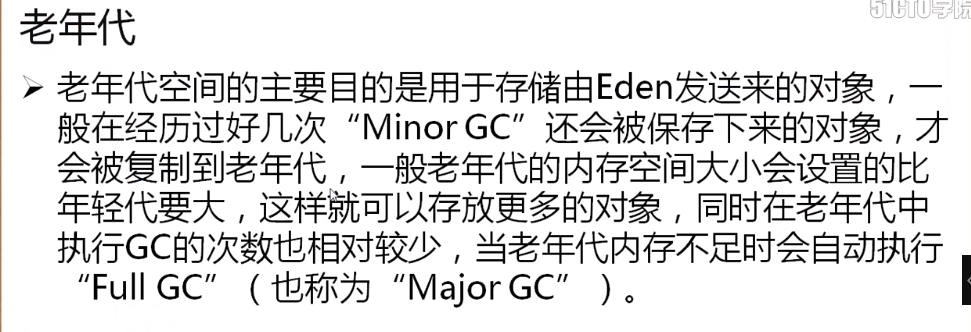 51CTO学院
老年代
➢ 老年代空间的主要目的是用于存储由Eden发送来的对象，一
般在经历过好几次“Minor GC”还会被保存下来的对象，才
会被复制到老年代，一般老年代的内存空间大小会设置的比
年轻代要大，这样就可以存放更多的对象，同时在老年代中
执行GC的次数也相对较少，当老年代内存不足时会自动执行
“Full GC”（也称为“Major GC”）。